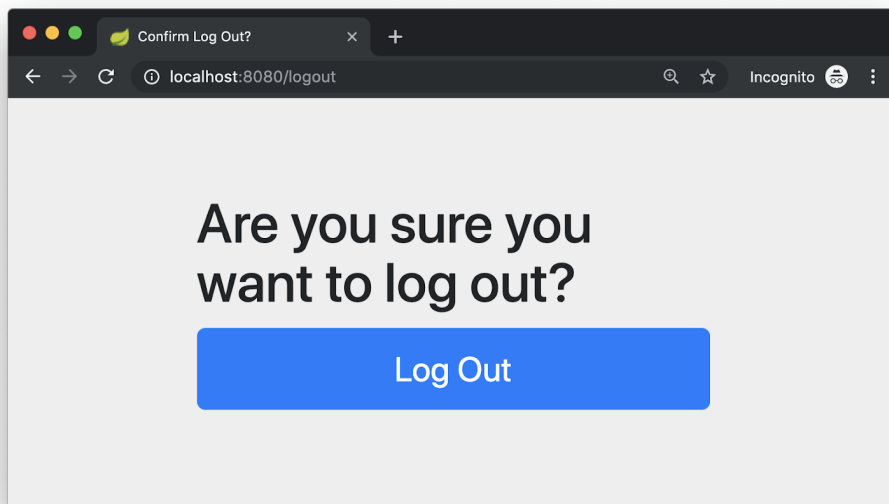 Confirm Log Out?
localhost:8080/logout
Incognito
Are you sure you
want to log out?
Log Out